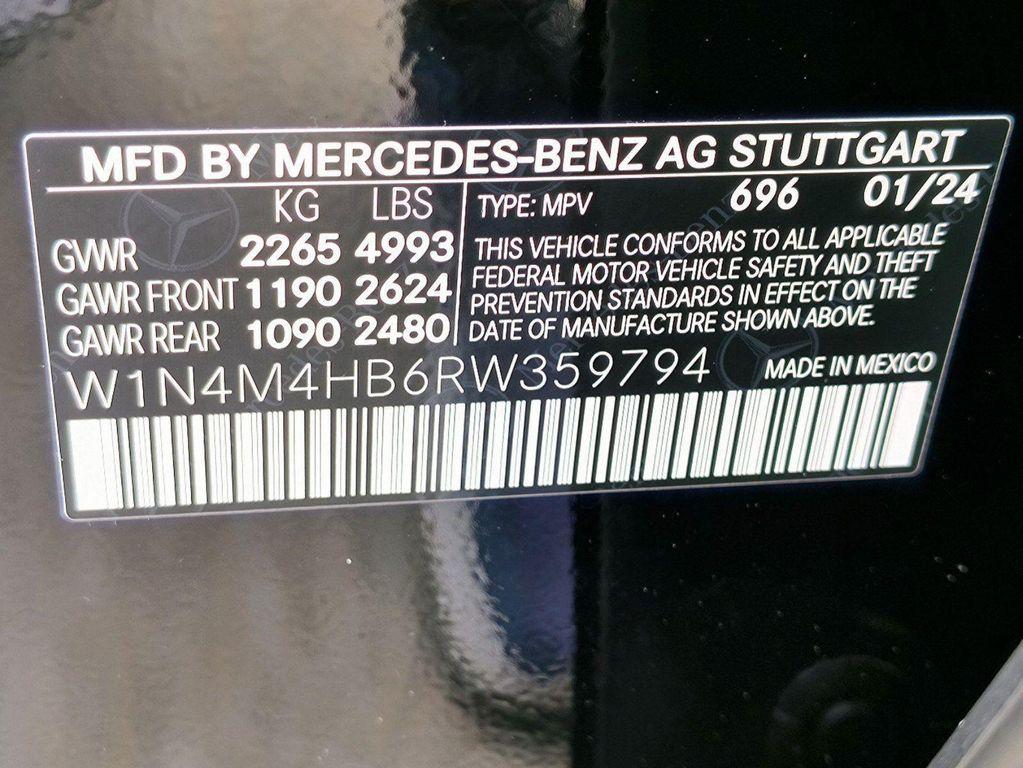 MFD BY MERCEDES-BENZ AG STUTTGART
KG LBS
GVWR 2265 4993
GAWR FRONT 1190 2624
GAWR REAR 1090 2480
TYPE: MPV 696 01/24
THIS VEHICLE CONFORMS TO ALL APPLICABLE
FEDERAL MOTOR VEHICLE SAFETY AND THEFT
PREVENTION STANDARDS IN EFFECT ON THE
DATE OF MANUFACTURE SHOWN ABOVE.
W1N4M4HB6RW359794 MADE IN MEXICO